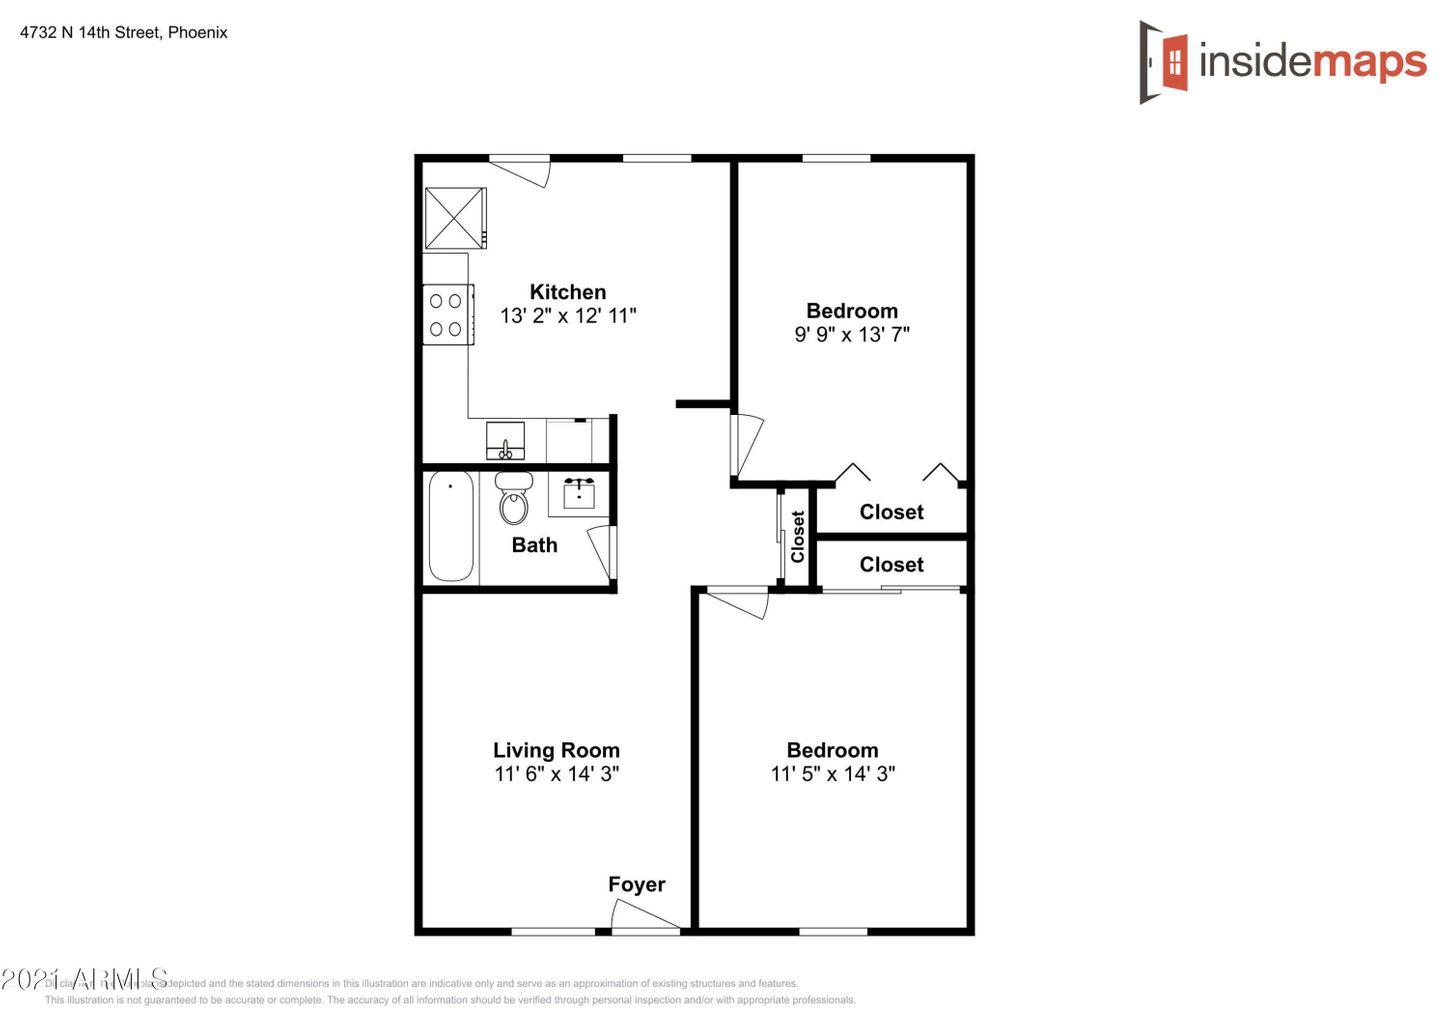 4732 N 14th Street, Phoenix
insidemaps
Kitchen
13' 2" x 12' 11"
Bedroom
9' 9" x 13' 7"
Closet
Closet
Closet
Bath
Living Room
11' 6" x 14' 3"
Bedroom
11' 5" x 14' 3"
Foyer
2021 ARMLS
depicted and the stated dimensions in this illustration are indicative only and serve as an approximation of existing structures and features.
This illustration is not guaranteed to be accurate or complete. The accuracy of all information should be verified through personal inspection and/or with appropriate professionals.